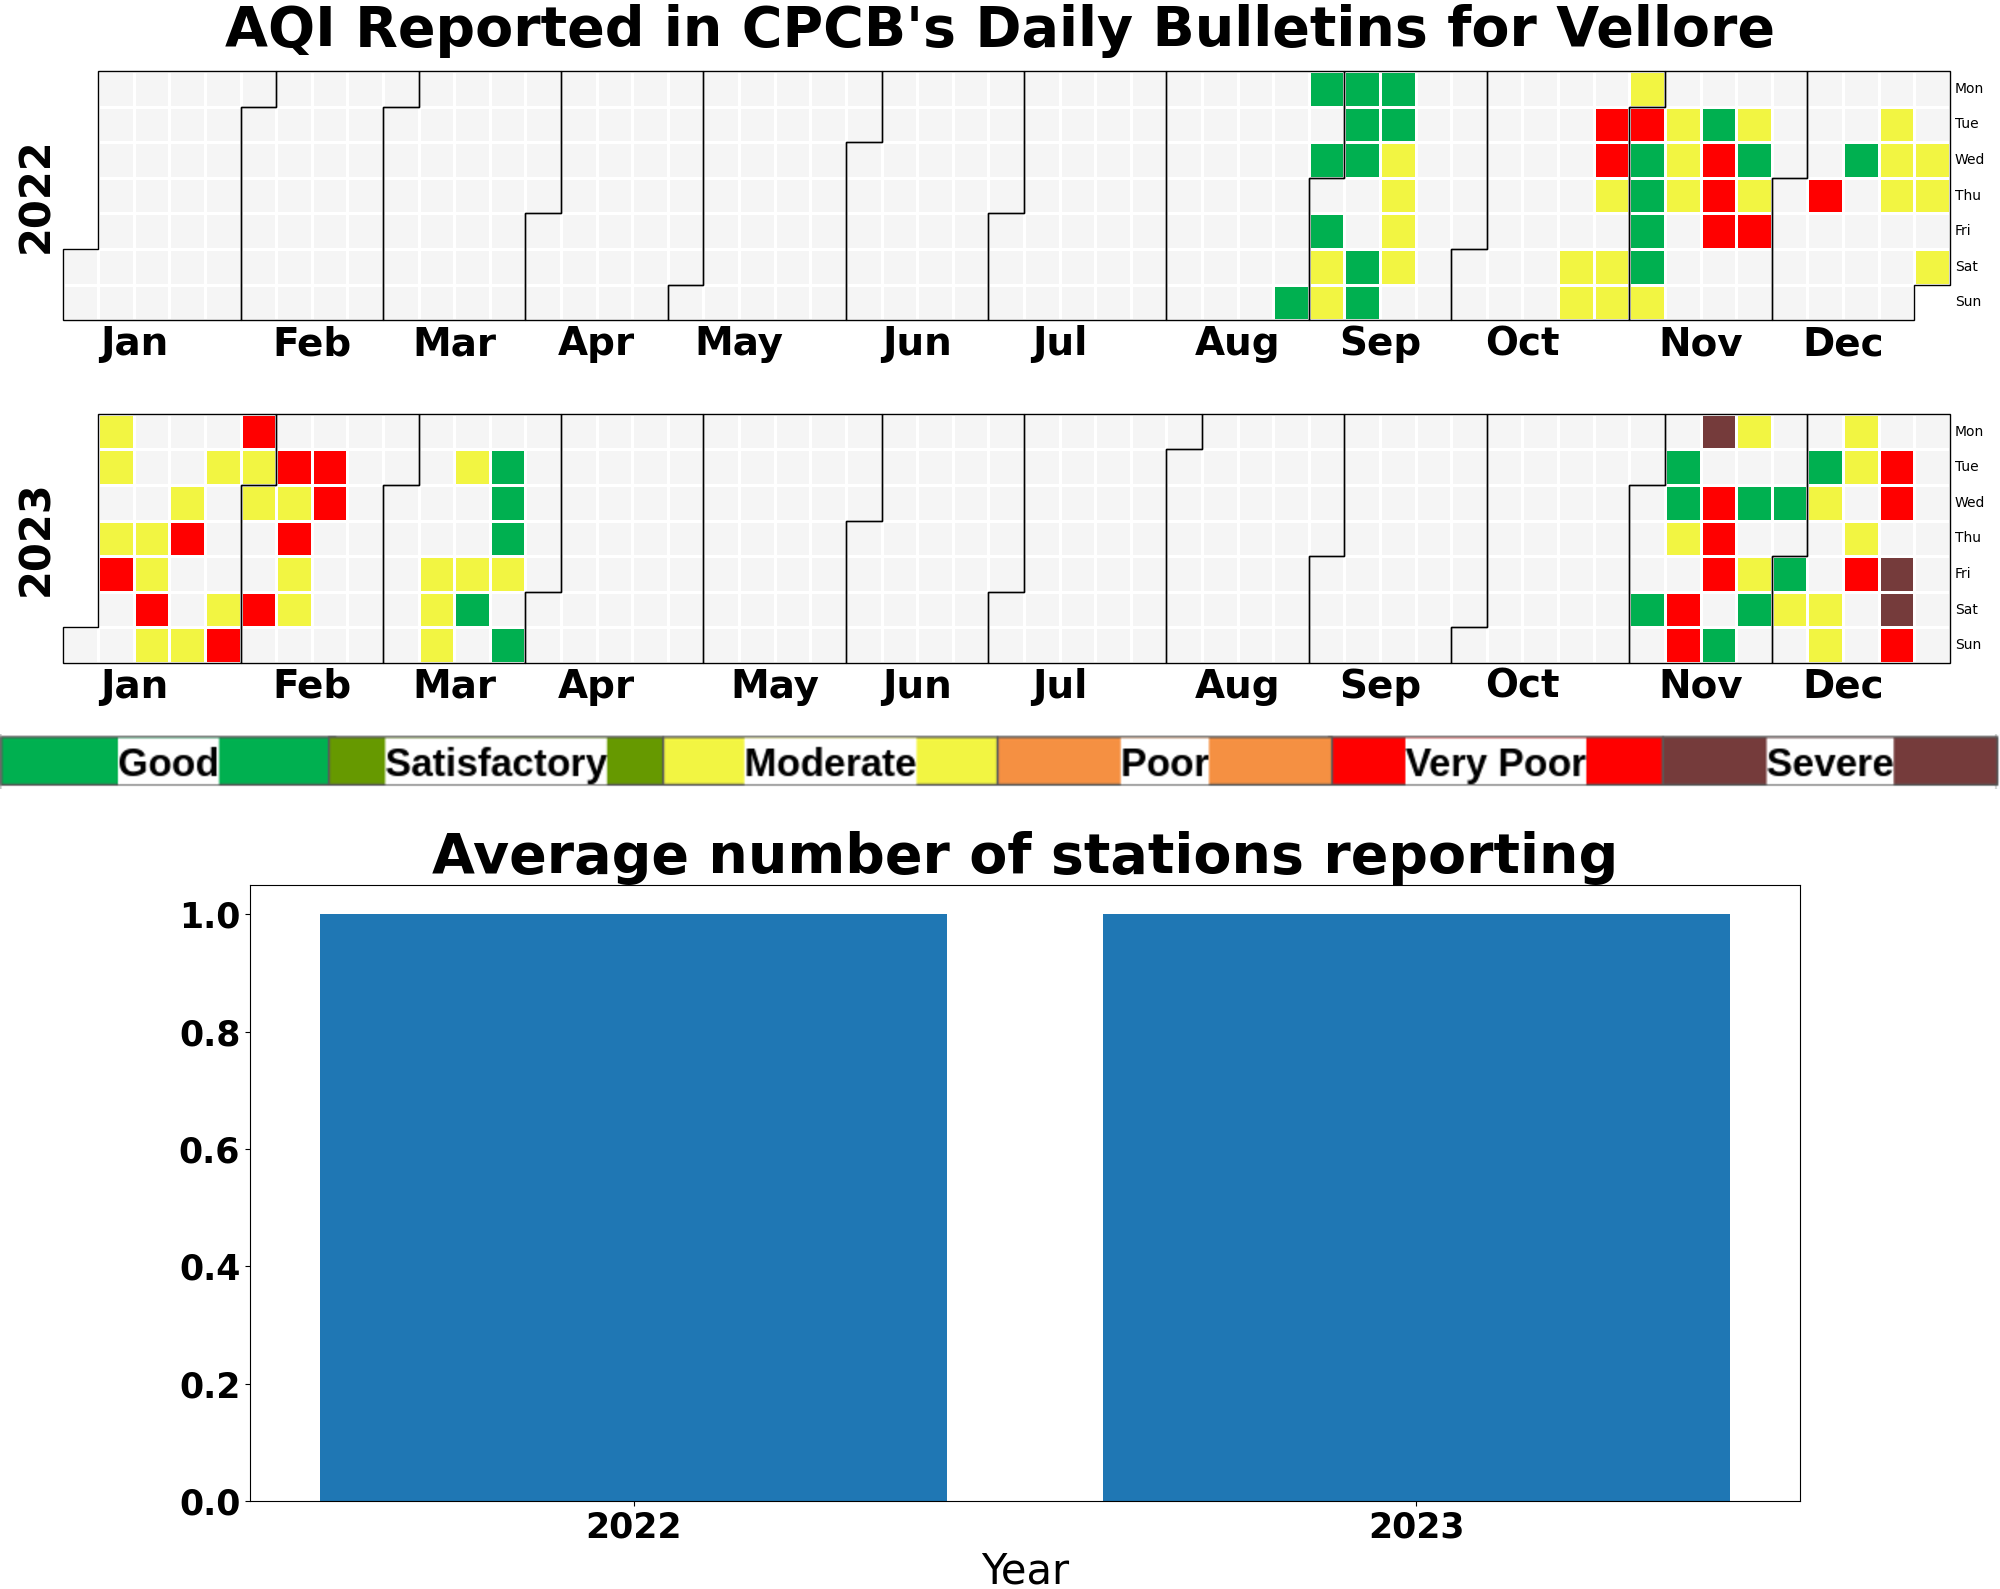 AQI Reported in CPCB's Daily Bulletins for Vellore
2022
Mon
Tue
Wed
Thu
Fri
Sat
Sun
Jan Feb Mar Apr May Jun Jul Aug Sep Oct Nov Dec
2023
Mon
Tue
Wed
Thu
Fri
Sat
Sun
Jan Feb Mar Apr May Jun Jul Aug Sep Oct Nov Dec
Good Satisfactory Moderate Poor Very Poor Severe
Average number of stations reporting
1.0
0.8
0.6
0.4
0.2
0.0
2022 2023
Year